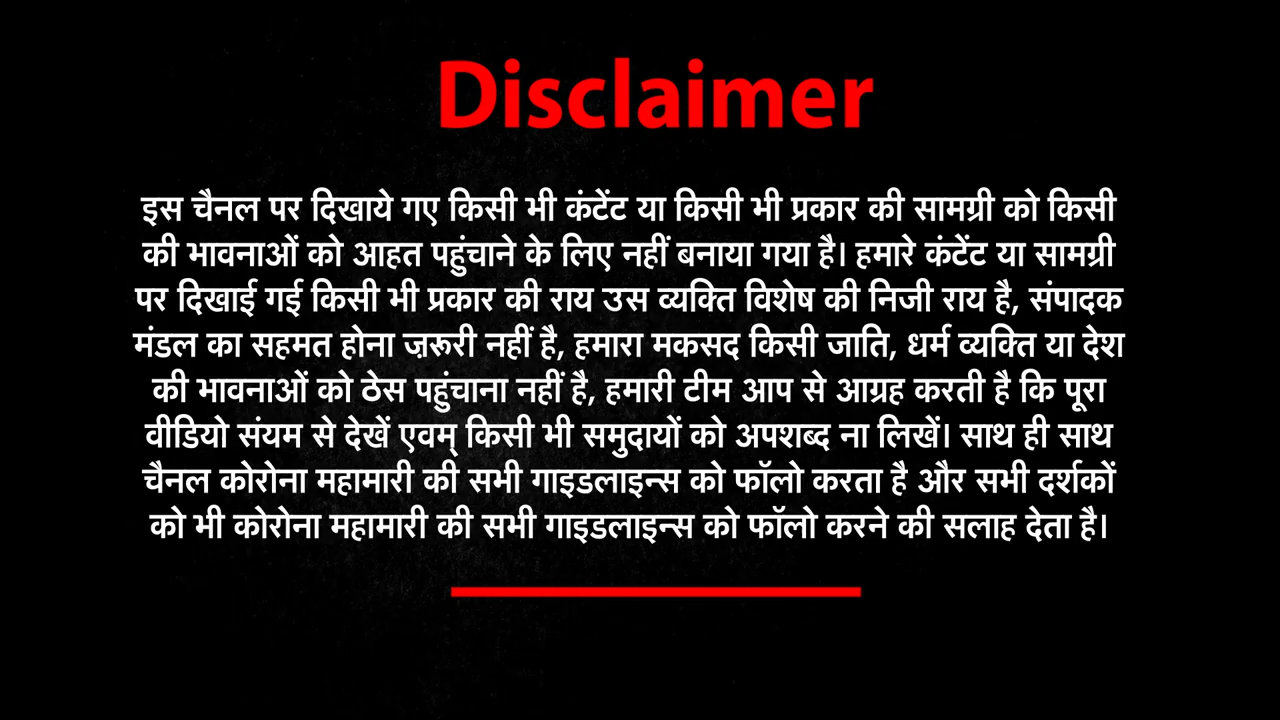 Disclaimer
इस चैनल पर दिखाये गए किसी भी कंटेंट या किसी भी प्रकार की सामग्री को किसी
की भावनाओं को आहत पहुंचाने के लिए नहीं बनाया गया है। हमारे कंटेंट या सामग्री
पर दिखाई गई किसी भी प्रकार की राय उस व्यक्ति विशेष की निजी राय है, संपादक
मंडल का सहमत होना ज़रूरी नहीं है, हमारा मकसद किसी जाति, धर्म व्यक्ति या देश
की भावनाओं को ठेस पहुंचाना नहीं है, हमारी टीम आप से आग्रह करती है कि पूरा
वीडियो संयम से देखें एवम् किसी भी समुदायों को अपशब्द ना लिखें। साथ ही साथ
चैनल कोरोना महामारी की सभी गाइडलाइन्स को फॉलो करता है और सभी दर्शकों
को भी कोरोना महामारी की सभी गाइडलाइन्स को फॉलो करने की सलाह देता है।